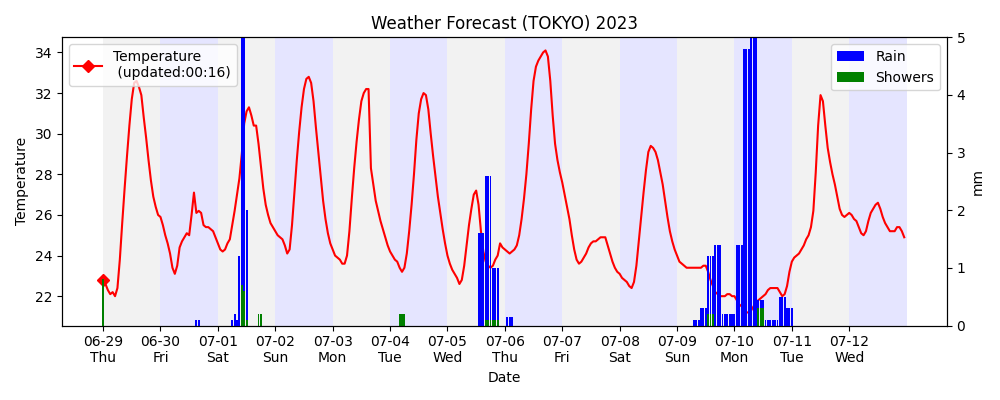 Weather Forecast (TOKYO) 2023
Temperature
(updated:00:16)
Rain
Showers
Temperature
34
32
30
28
26
24
22
5
4
3
2
1
0
mm
06-29 06-30 07-01 07-02 07-03 07-04 07-05 07-06 07-07 07-08 07-09 07-10 07-11 07-12
Thu Fri Sat Sun Mon Tue Wed Thu Fri Sat Sun Mon Tue Wed
Date